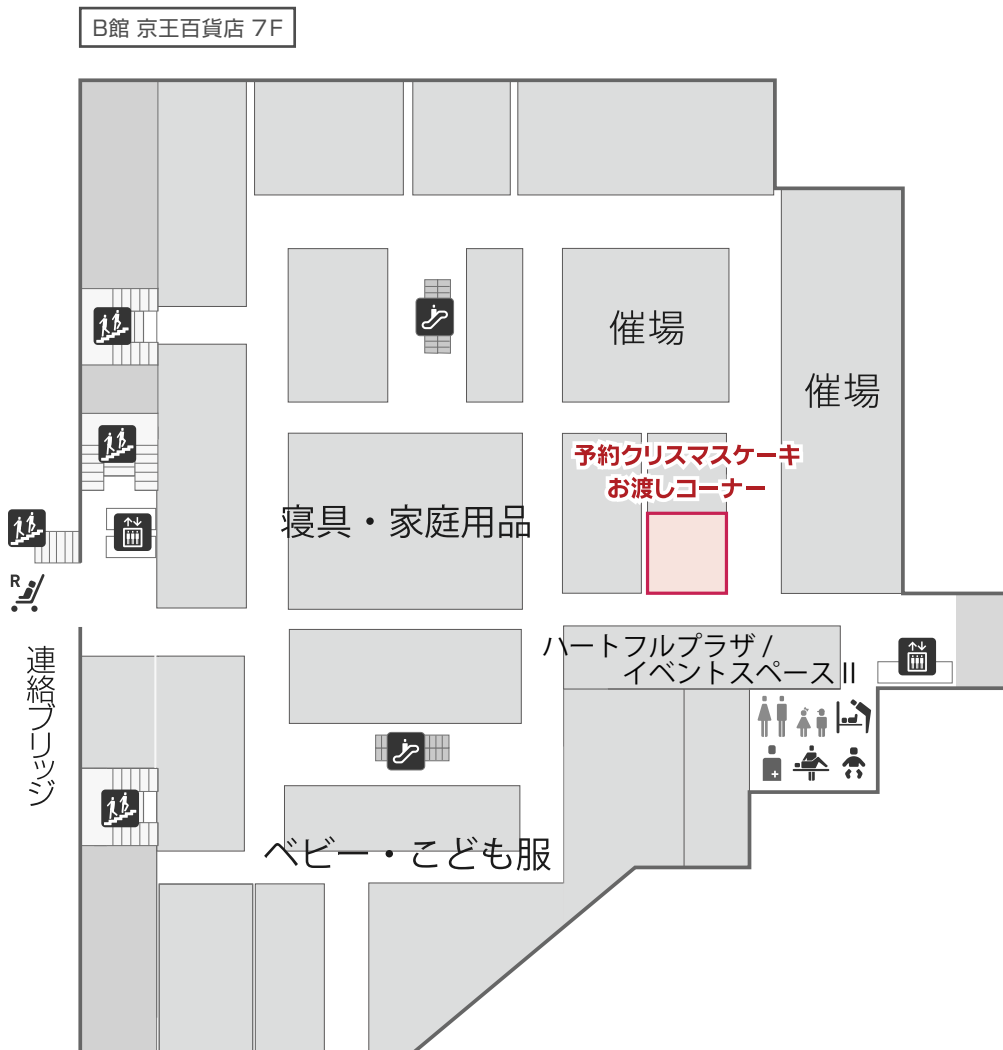 B館 京王百貨店 7F
催場
催場
予約クリスマスケーキ
お渡しコーナー
寝具・家庭用品
R
連絡ブリッジ
ハートフルプラザ /
イベントスペース II
ベビー・こども服